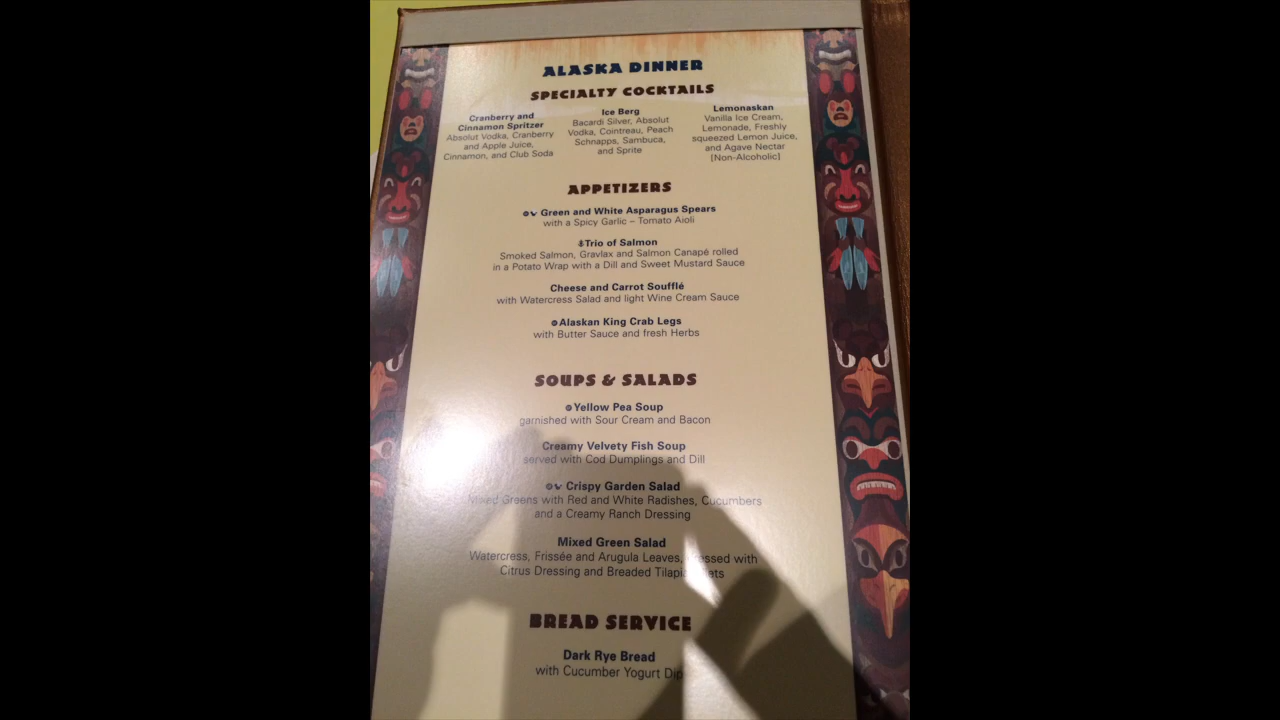 ALASKA DINNER
SPECIALTY COCKTAILS
Cranberry and
Cinnamon Spritzer
Absolut Vodka, Cranberry
and Apple Juice,
Cinnamon, and Club Soda
Ice Berg
Bacardi Silver, Absolut
Vodka, Cointreau, Peach
Schnapps, Sambuca,
and Sprite
Lemonaskan
Vanilla Ice Cream,
Lemonade, Freshly
squeezed Lemon Juice,
and Agave Nectar
[Non-Alcoholic]
APPETIZERS
Green and White Asparagus Spears
with a Spicy Garlic – Tomato Aioli
Trio of Salmon
Smoked Salmon, Gravlax and Salmon Canapé rolled
in a Potato Wrap with a Dill and Sweet Mustard Sauce
Cheese and Carrot Soufflé
with Watercress Salad and light Wine Cream Sauce
Alaskan King Crab Legs
with Butter Sauce and fresh Herbs
SOUPS & SALADS
Yellow Pea Soup
garnished with Sour Cream and Bacon
Creamy Velvety Fish Soup
served with Cod Dumplings and Dill
Crispy Garden Salad
Mixed Greens with Red and White Radishes, Cucumbers
and a Creamy Ranch Dressing
Mixed Green Salad
Watercress, Frissée and Arugula Leaves, with
Citrus Dressing and Breaded Tilapia
BREAD SERVICE
Dark Rye Bread
with Cucumber Yogurt Dip